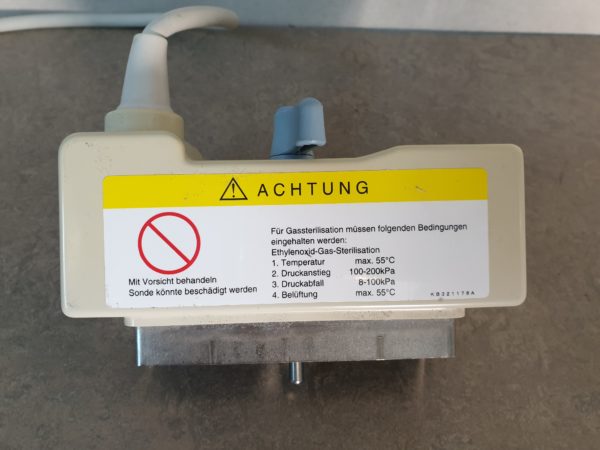 ACHTUNG
Für Gassterilisation müssen folgenden Bedingungen
eingehalten werden:
Ethylenoxid-Gas-Sterilisation
1. Temperatur max. 55°C
2. Druckanstieg 100-200kPa
3. Druckabfall 8-100kPa
4. Belüftung max. 55°C
Mit Vorsicht behandeln
Sonde könnte beschädigt werden
KB321178A